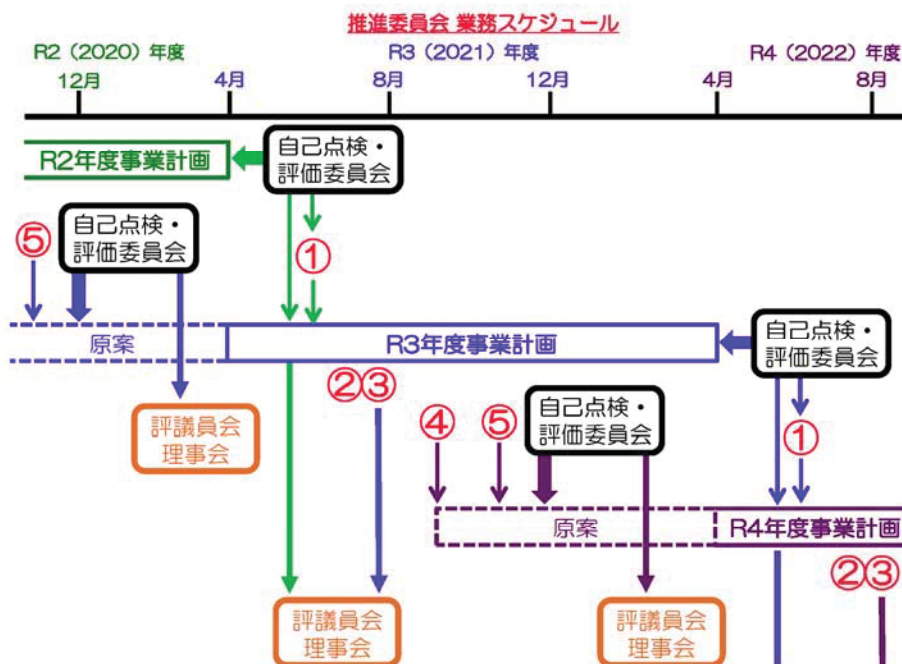 推進委員会 業務スケジュール
R2（2020）年度
R3（2021）年度
R4（2022）年度
12月
4月
8月
12月
4月
8月
R2年度事業計画
自己点検・
評価委員会
⑤
自己点検・
評価委員会
①
原案
R3年度事業計画
自己点検・
評価委員会
②③
評議員会
理事会
④
⑤
自己点検・
評価委員会
①
原案
R4年度事業計画
②③
評議員会
理事会
評議員会
理事会